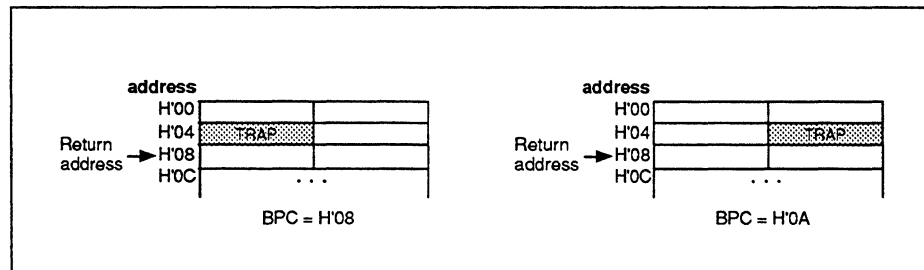 address
H'00
H'04 TRAP
Return address H'08
H'0C ...
BPC = H'08
address
H'00
H'04 TRAP
Return address H'08
H'0C ...
BPC = H'0A